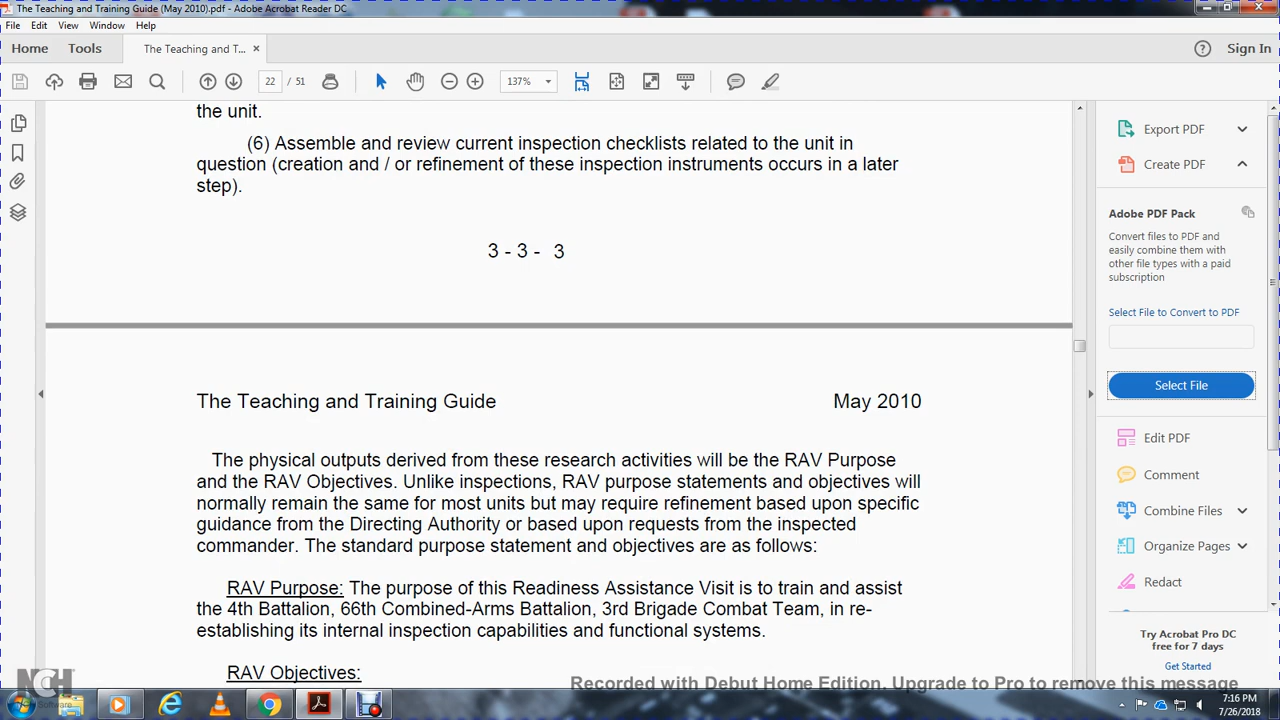 The Teaching and Training Guide (May 2010).pdf - Adobe Acrobat Reader DC
File Edit View Window Help
Home Tools The Teaching and T... × Sign In
22 / 51 137%
the unit.
(6) Assemble and review current inspection checklists related to the unit in
question (creation and / or refinement of these inspection instruments occurs in a later
step).
3 - 3 - 3
The Teaching and Training Guide May 2010
The physical outputs derived from these research activities will be the RAV Purpose
and the RAV Objectives. Unlike inspections, RAV purpose statements and objectives will
normally remain the same for most units but may require refinement based upon specific
guidance from the Directing Authority or based upon requests from the inspected
commander. The standard purpose statement and objectives are as follows:
RAV Purpose: The purpose of this Readiness Assistance Visit is to train and assist
the 4th Battalion, 66th Combined-Arms Battalion, 3rd Brigade Combat Team, in re-
establishing its internal inspection capabilities and functional systems.
RAV Objectives:
Export PDF
Create PDF
Adobe PDF Pack
Convert files to PDF and
easily combine them with
other file types with a paid
subscription
Select File to Convert to PDF
Select File
Edit PDF
Comment
Combine Files
Organize Pages
Redact
Try Acrobat Pro DC
free for 7 days
Get Started
NCH
Software
Recorded with Debut Home Edition. Upgrade to Pro to remove this message
7:16 PM
7/26/2018